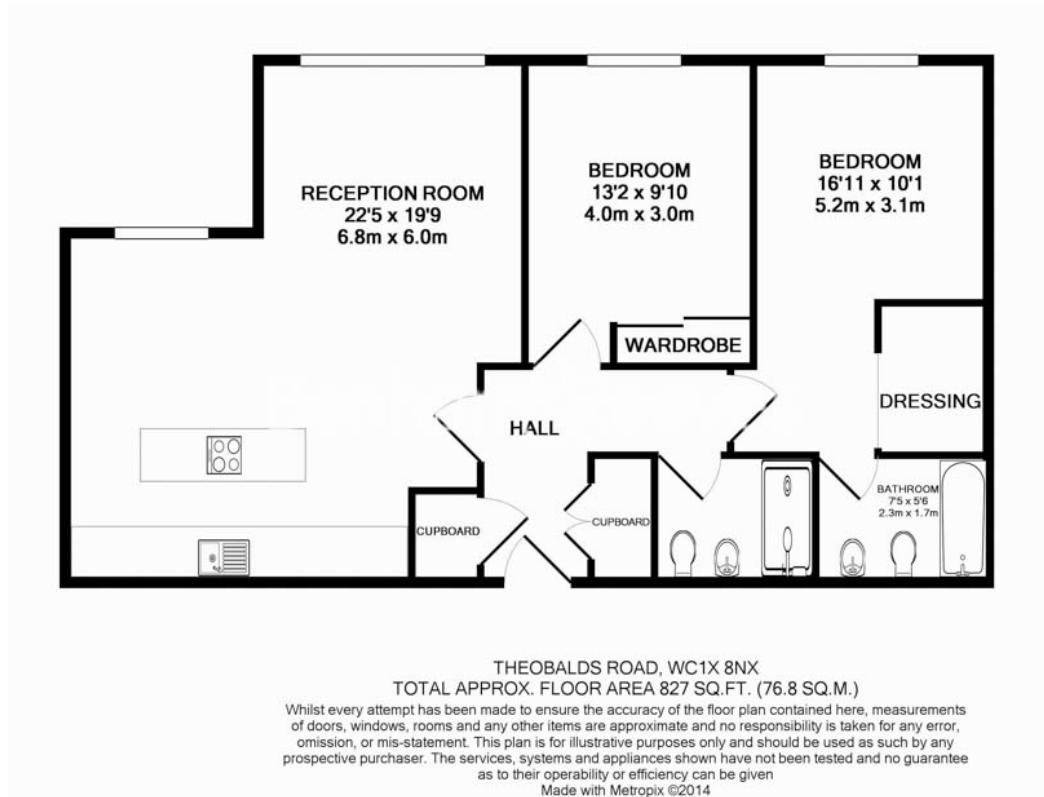 RECEPTION ROOM
22'5 x 19'9
6.8m x 6.0m
BEDROOM
13'2 x 9'10
4.0m x 3.0m
BEDROOM
16'11 x 10'1
5.2m x 3.1m
WARDROBE
DRESSING
HALL
BATHROOM
7'5 x 5'6
2.3m x 1.7m
CUPBOARD
CUPBOARD
THEOBALDS ROAD, WC1X 8NX
TOTAL APPROX. FLOOR AREA 827 SQ.FT. (76.8 SQ.M.)
Whilst every attempt has been made to ensure the accuracy of the floor plan contained here, measurements
of doors, windows, rooms and any other items are approximate and no responsibility is taken for any error,
omission, or mis-statement. This plan is for illustrative purposes only and should be used as such by any
prospective purchaser. The services, systems and appliances shown have not been tested and no guarantee
as to their operability or efficiency can be given
Made with Metropix ©2014